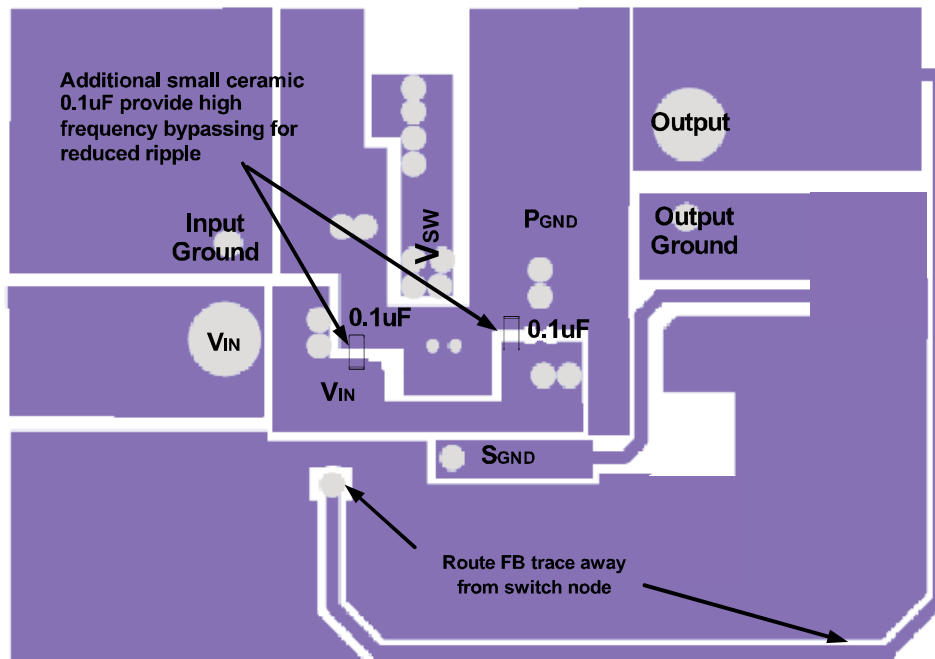 Additional small ceramic
0.1uF provide high
frequency bypassing for
reduced ripple
Output
Input
Ground
VSW
PGND
Output
Ground
0.1uF
0.1uF
VIN
VIN
SGND
Route FB trace away
from switch node